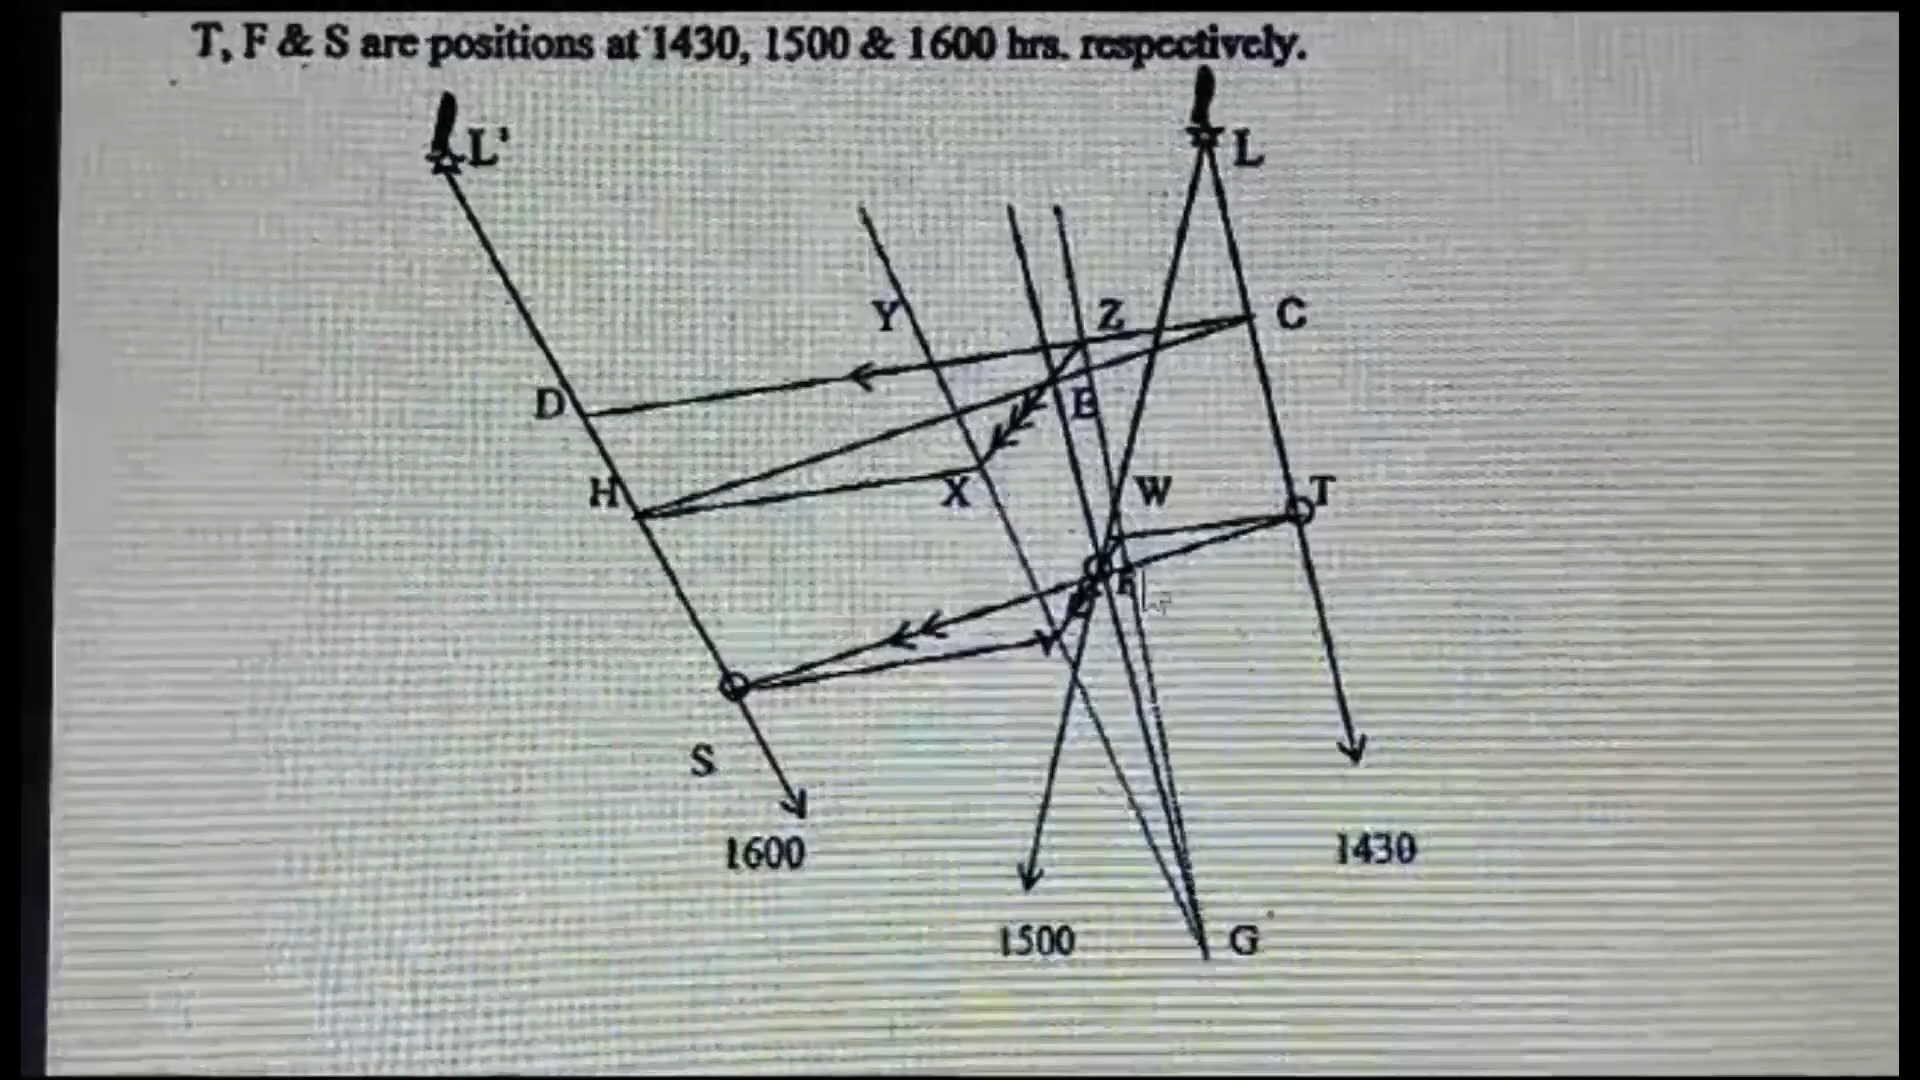 T, F & S are positions at 1430, 1500 & 1600 hrs. respectively.
L'
L
Y
Z
C
D
E
H
X
W
T
F
V
S
1600
1430
1500
G